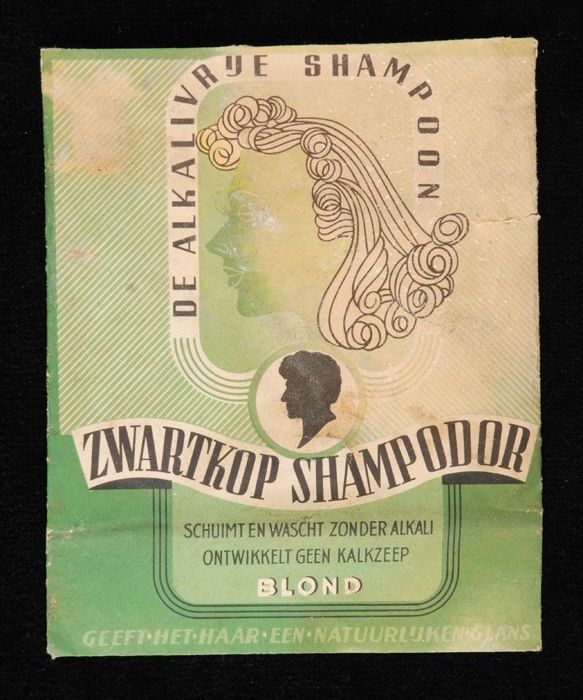 DE ALKALIVRIJE SHAMPOON
ZWARTKOP SHAMPODOR
SCHUIMT EN WASCHT ZONDER ALKALI
ONTWIKKELT GEEN KALKZEEP
BLOND
GEEFT·HET·HAAR·EEN·NATUURLIJKEN·GLANS